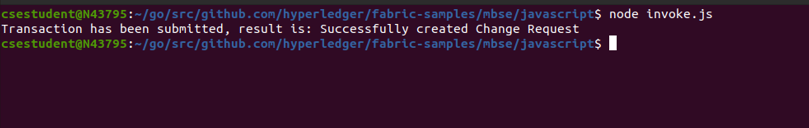 csestudent@N43795:~/go/src/github.com/hyperledger/fabric-samples/mbse/javascript$ node invoke.js
Transaction has been submitted, result is: Successfully created Change Request
csestudent@N43795:~/go/src/github.com/hyperledger/fabric-samples/mbse/javascript$